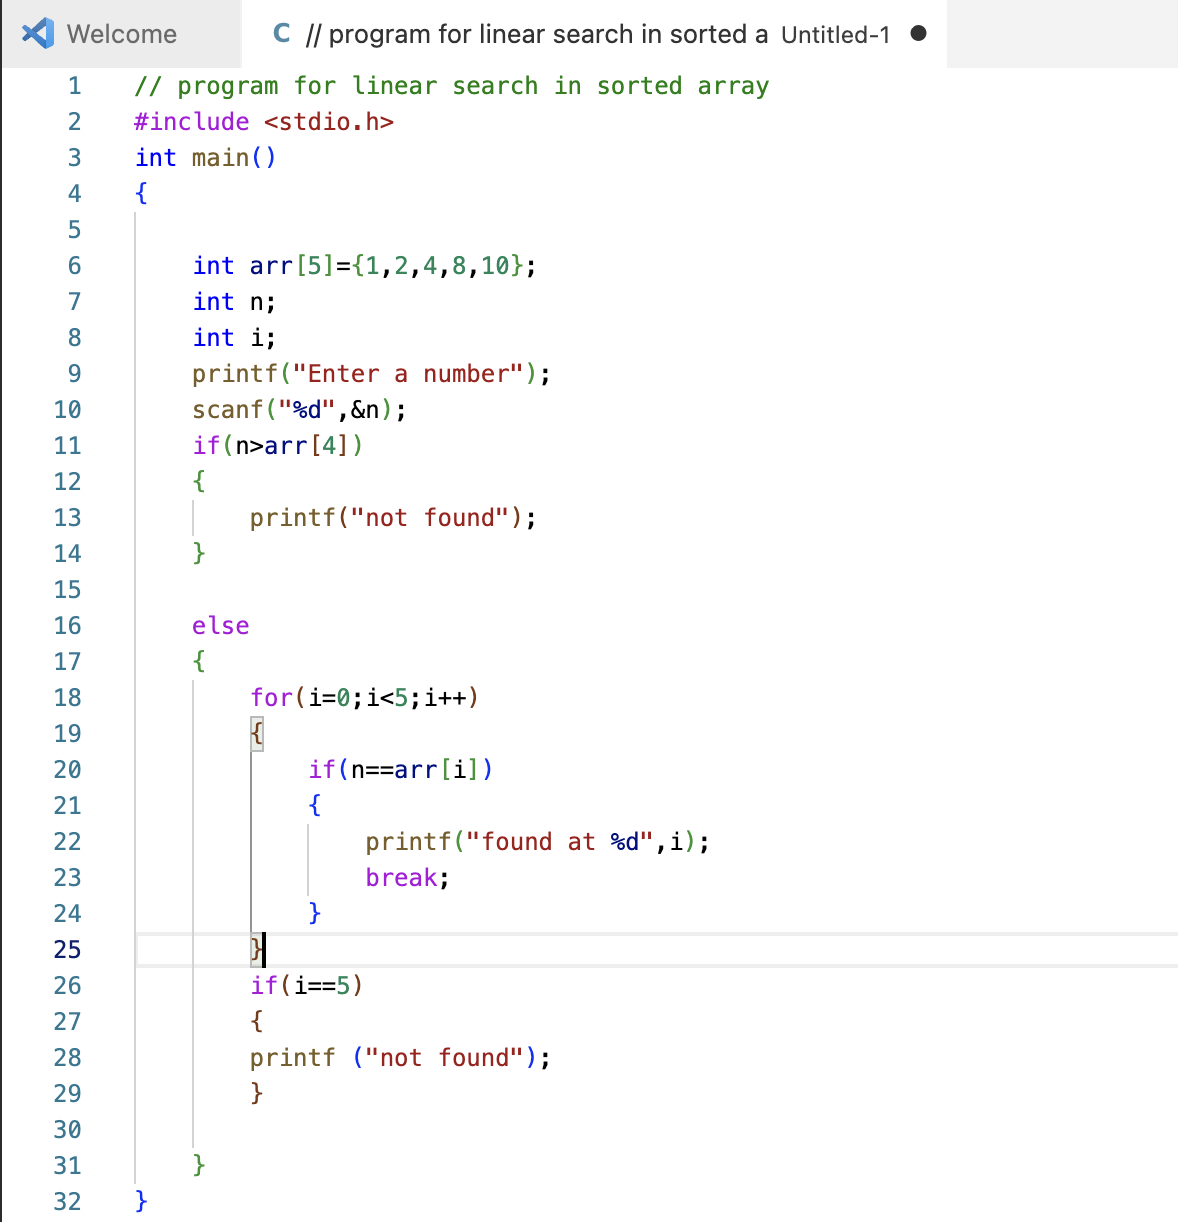 Welcome
C // program for linear search in sorted a Untitled-1
1 // program for linear search in sorted array
2 #include <stdio.h>
3 int main()
4 {
5
6     int arr[5]={1,2,4,8,10};
7     int n;
8     int i;
9     printf("Enter a number");
10     scanf("%d",&n);
11     if(n>arr[4])
12     {
13         printf("not found");
14     }
15
16     else
17     {
18         for(i=0;i<5;i++)
19         {
20             if(n==arr[i])
21             {
22                 printf("found at %d",i);
23                 break;
24             }
25         }
26         if(i==5)
27         {
28         printf ("not found");
29         }
30
31     }
32 }